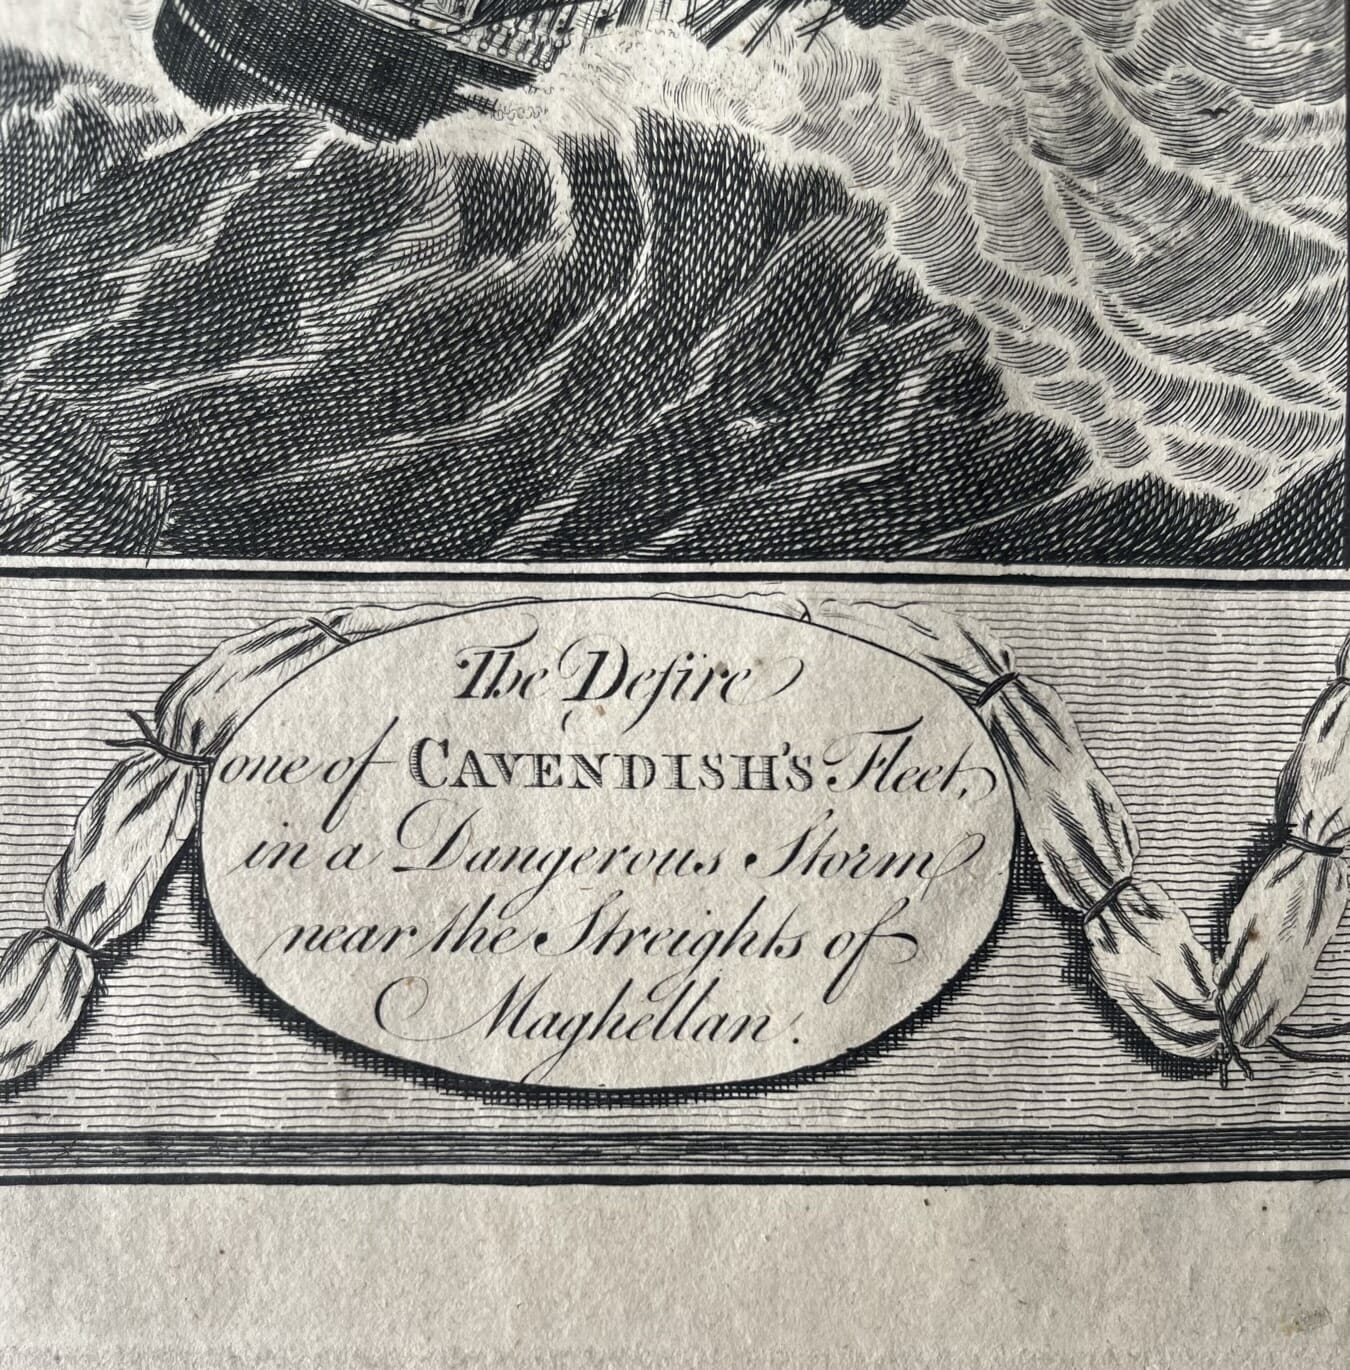 The Deſire
one of CAVENDISH'S Fleet,
in a Dangerous Storm
near the Streights of
Maghellan.